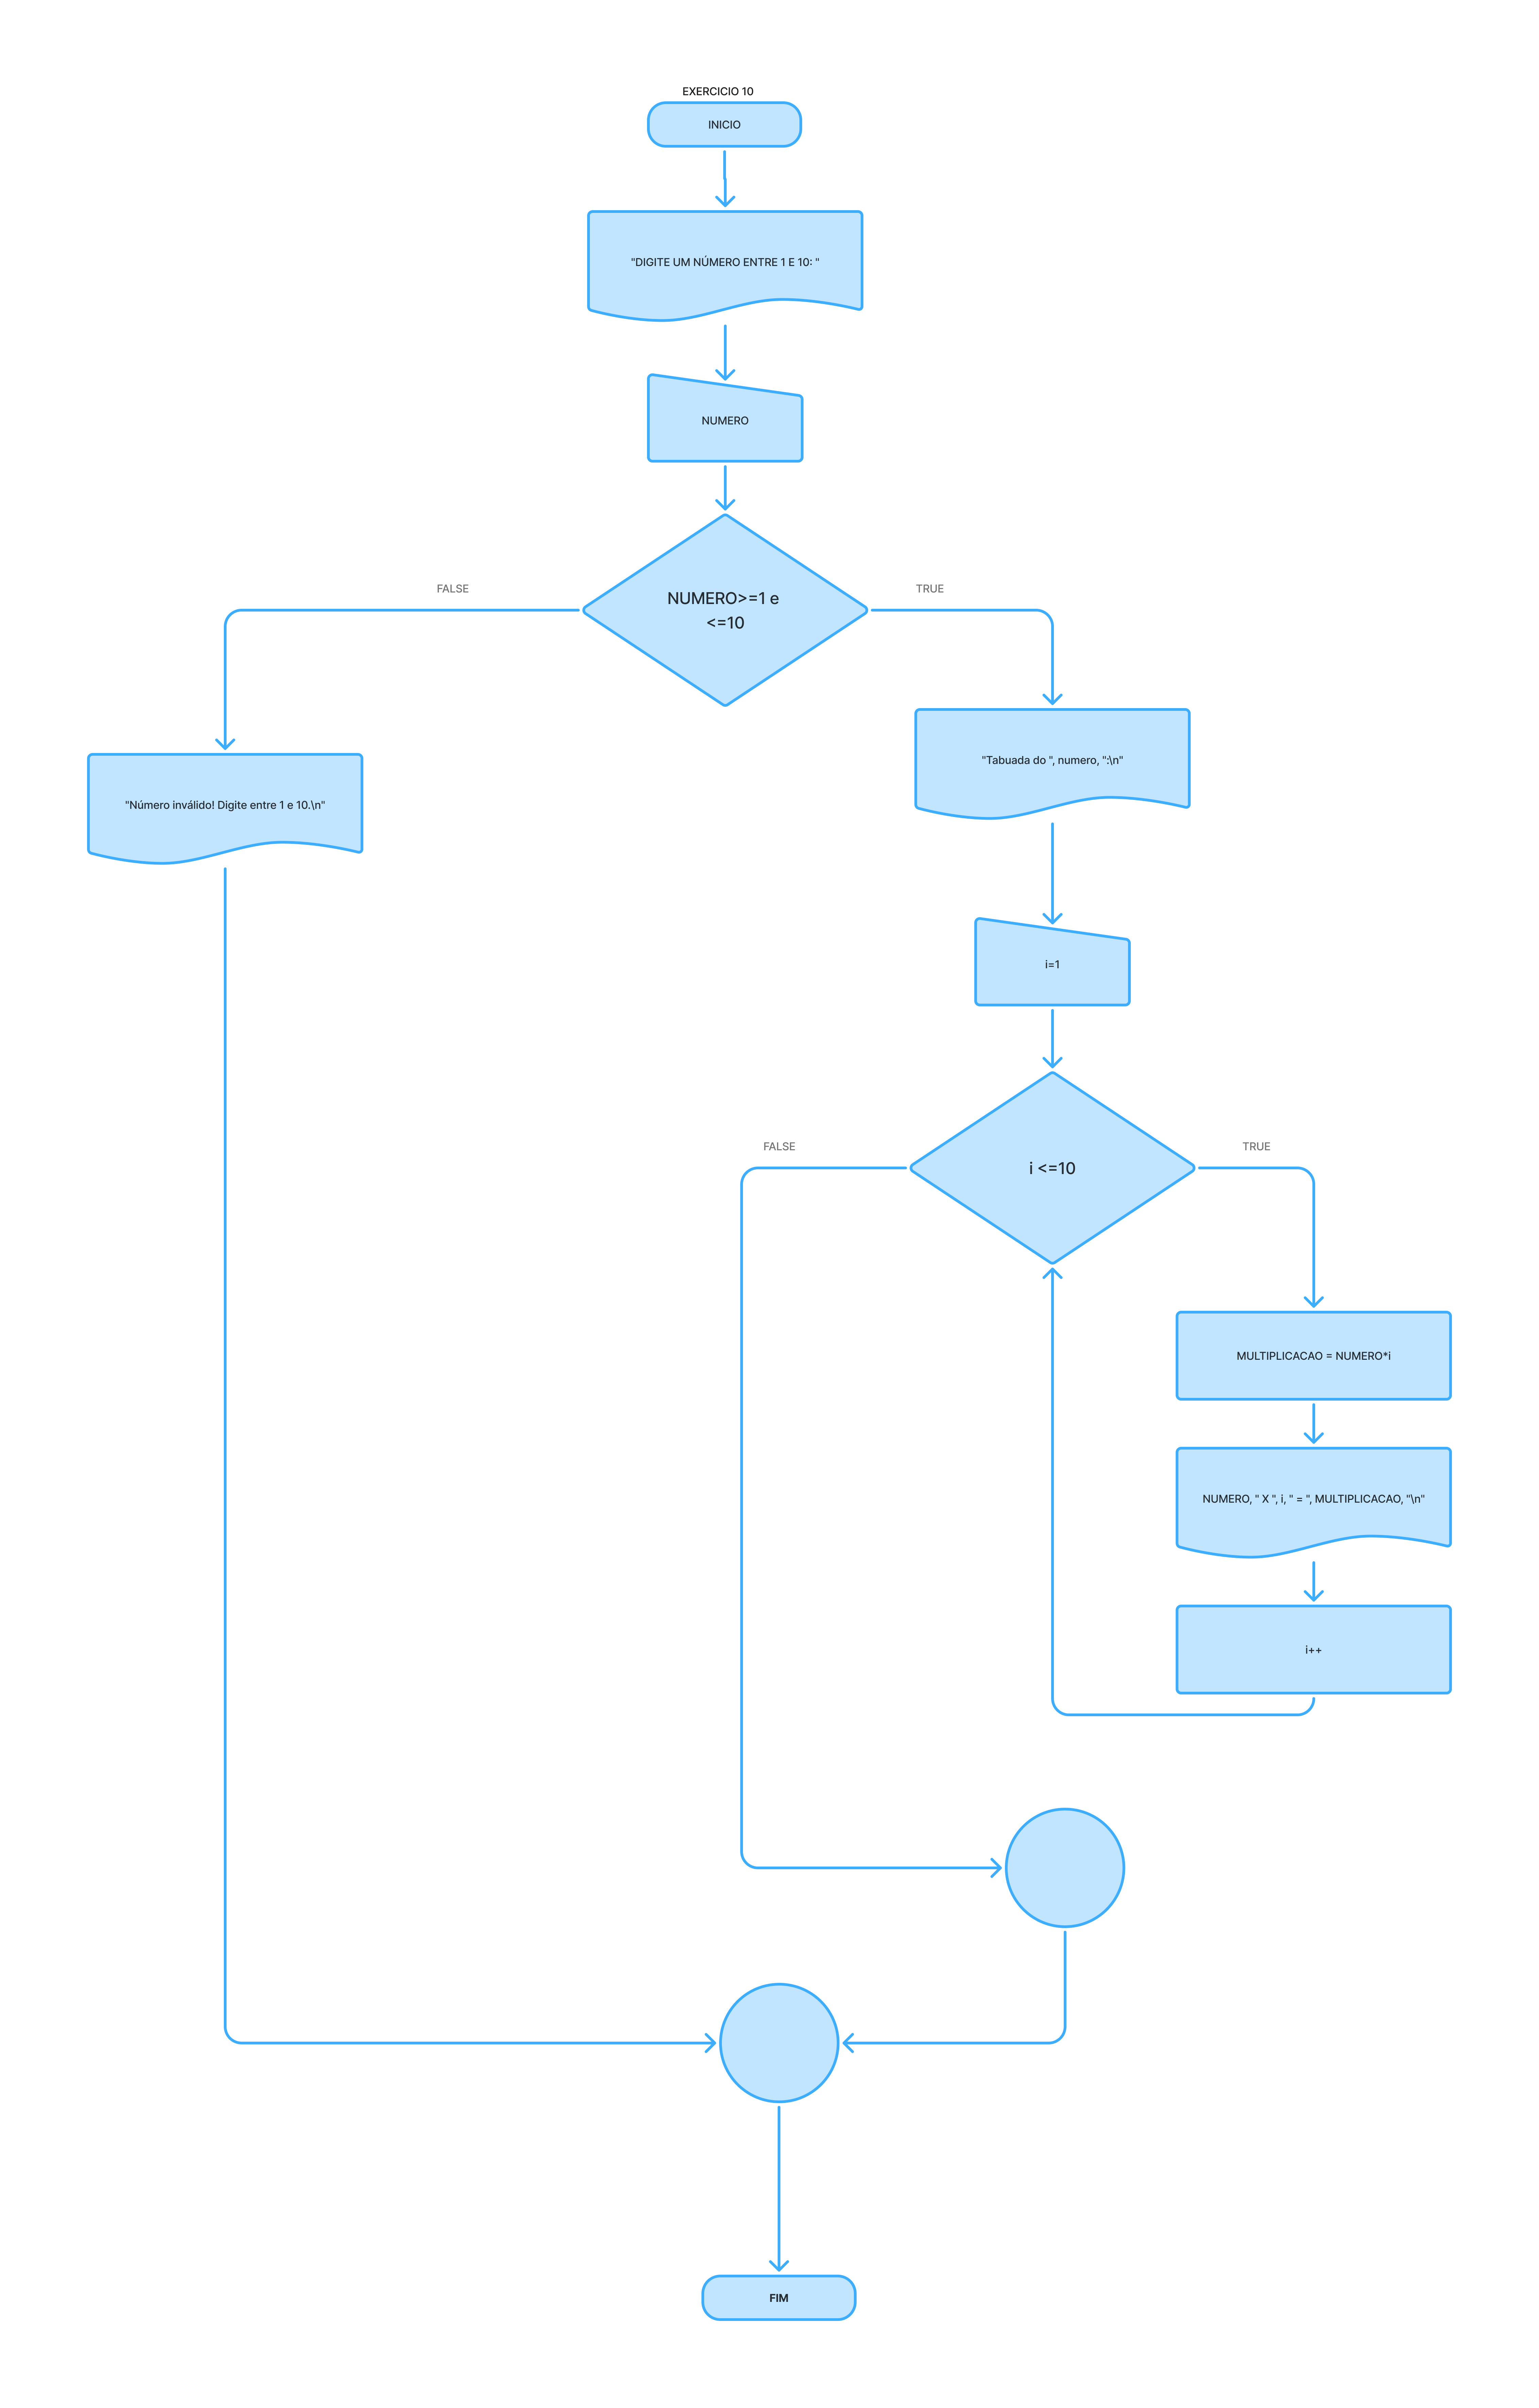 EXERCICIO 10
INICIO
"DIGITE UM NÚMERO ENTRE 1 E 10: "
NUMERO
NUMERO>=1 e
<=10
FALSE
TRUE
"Número inválido! Digite entre 1 e 10.\n"
"Tabuada do ", numero, ":\n"
i=1
i <=10
FALSE
TRUE
MULTIPLICACAO = NUMERO*i
NUMERO, " X ", i, " = ", MULTIPLICACAO, "\n"
i++
FIM